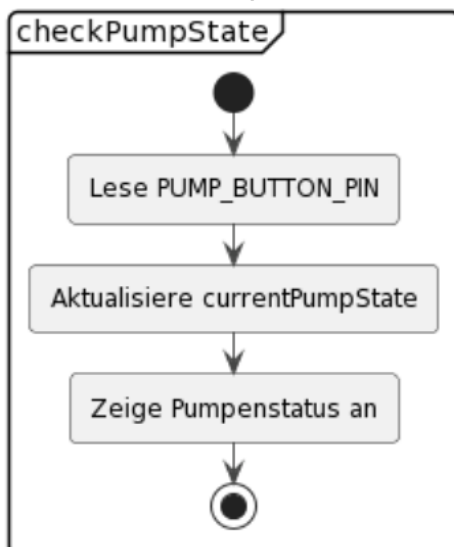 checkPumpState
Lese PUMP_BUTTON_PIN
Aktualisiere currentPumpState
Zeige Pumpenstatus an